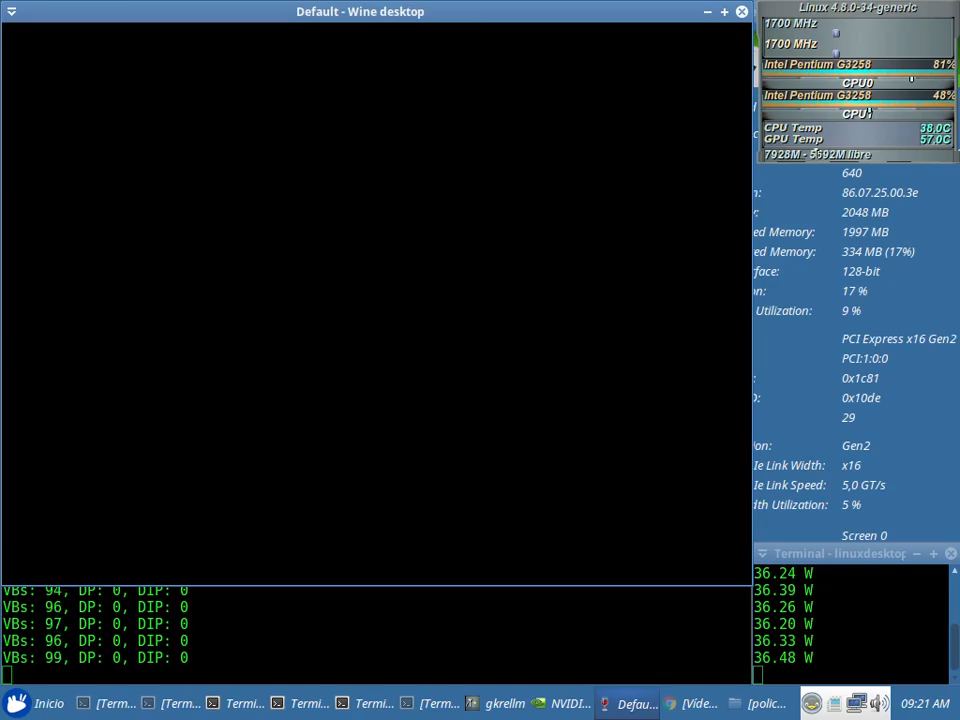 Default - Wine desktop
Linux 4.8.0-34-generic
1700 MHz
1700 MHz
Intel Pentium G3258 81%
CPU0
Intel Pentium G3258 48%
CPU1
CPU Temp 38.0C
GPU Temp 57.0C
7928M - 5692M libre
640
n: 86.07.25.00.3e
: 2048 MB
ed Memory: 1997 MB
ed Memory: 334 MB (17%)
face: 128-bit
on: 17 %
Utilization: 9 %
PCI Express x16 Gen2
PCI:1:0:0
: 0x1c81
D: 0x10de
29
ion: Gen2
Ie Link Width: x16
Ie Link Speed: 5,0 GT/s
dth Utilization: 5 %
Screen 0
Terminal - linuxdesktop
VBs: 94, DP: 0, DIP: 0
VBs: 96, DP: 0, DIP: 0
VBs: 97, DP: 0, DIP: 0
VBs: 96, DP: 0, DIP: 0
VBs: 99, DP: 0, DIP: 0
36.24 W
36.39 W
36.26 W
36.20 W
36.33 W
36.48 W
Inicio [Term... [Term... Termi... Termi... Termi... [Term... gkrellm NVIDI... Defau... [Víde... [polic... 09:21 AM